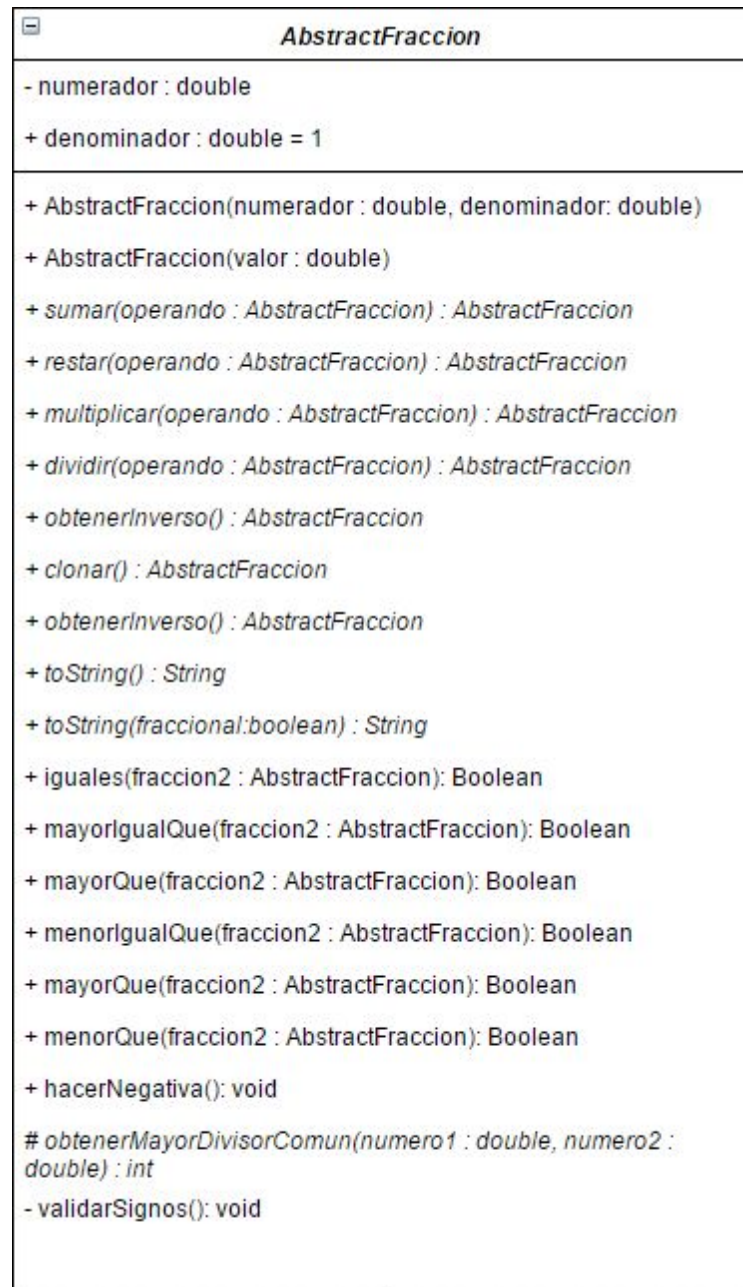 AbstractFraccion
- numerador : double
+ denominador : double = 1
+ AbstractFraccion(numerador : double, denominador: double)
+ AbstractFraccion(valor : double)
+ sumar(operando : AbstractFraccion) : AbstractFraccion
+ restar(operando : AbstractFraccion) : AbstractFraccion
+ multiplicar(operando : AbstractFraccion) : AbstractFraccion
+ dividir(operando : AbstractFraccion) : AbstractFraccion
+ obtenerInverso() : AbstractFraccion
+ clonar() : AbstractFraccion
+ obtenerInverso() : AbstractFraccion
+ toString() : String
+ toString(fraccional:boolean) : String
+ iguales(fraccion2 : AbstractFraccion): Boolean
+ mayorIgualQue(fraccion2 : AbstractFraccion): Boolean
+ mayorQue(fraccion2 : AbstractFraccion): Boolean
+ menorIgualQue(fraccion2 : AbstractFraccion): Boolean
+ mayorQue(fraccion2 : AbstractFraccion): Boolean
+ menorQue(fraccion2 : AbstractFraccion): Boolean
+ hacerNegativa(): void
# obtenerMayorDivisorComun(numero1 : double, numero2 :
double) : int
- validarSignos(): void